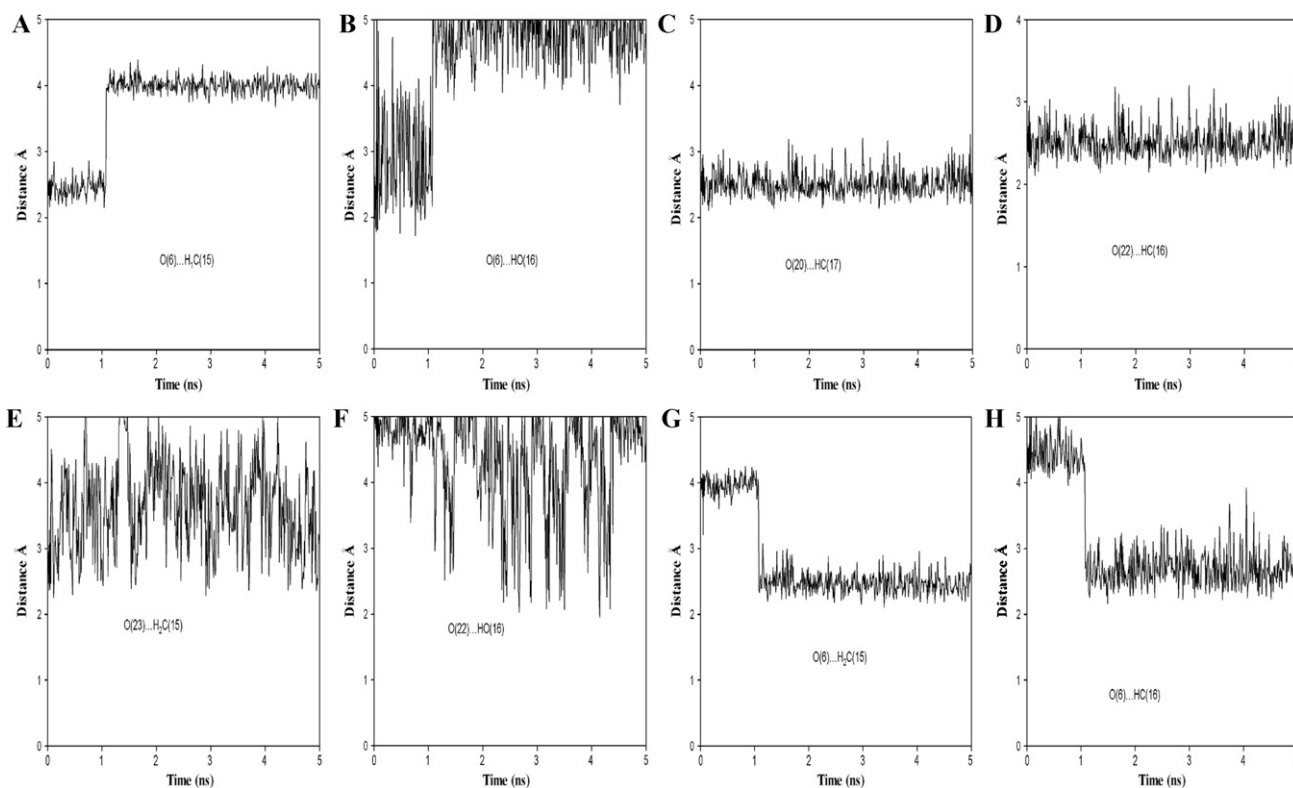 A
5
4
3
2
1
0
Distance Å
O(6)...H₁C(15)
0 1 2 3 4 5
Time (ns)
B
5
4
3
2
1
0
Distance Å
O(6)...HO(16)
0 1 2 3 4 5
Time (ns)
C
5
4
3
2
1
0
Distance Å
O(20)...HC(17)
0 1 2 3 4 5
Time (ns)
D
4
3
2
1
0
Distance Å
O(22)...HC(16)
0 1 2 3 4
Time (ns)
E
5
4
3
2
1
0
Distance Å
O(23)...H₂C(15)
0 1 2 3 4 5
Time (ns)
F
5
4
3
2
1
0
Distance Å
O(22)...HO(16)
0 1 2 3 4 5
Time (ns)
G
5
4
3
2
1
0
Distance Å
O(6)...H₂C(15)
0 1 2 3 4 5
Time (ns)
H
5
4
3
2
1
0
Distance Å
O(6)...HC(16)
0 1 2 3 4
Time (ns)